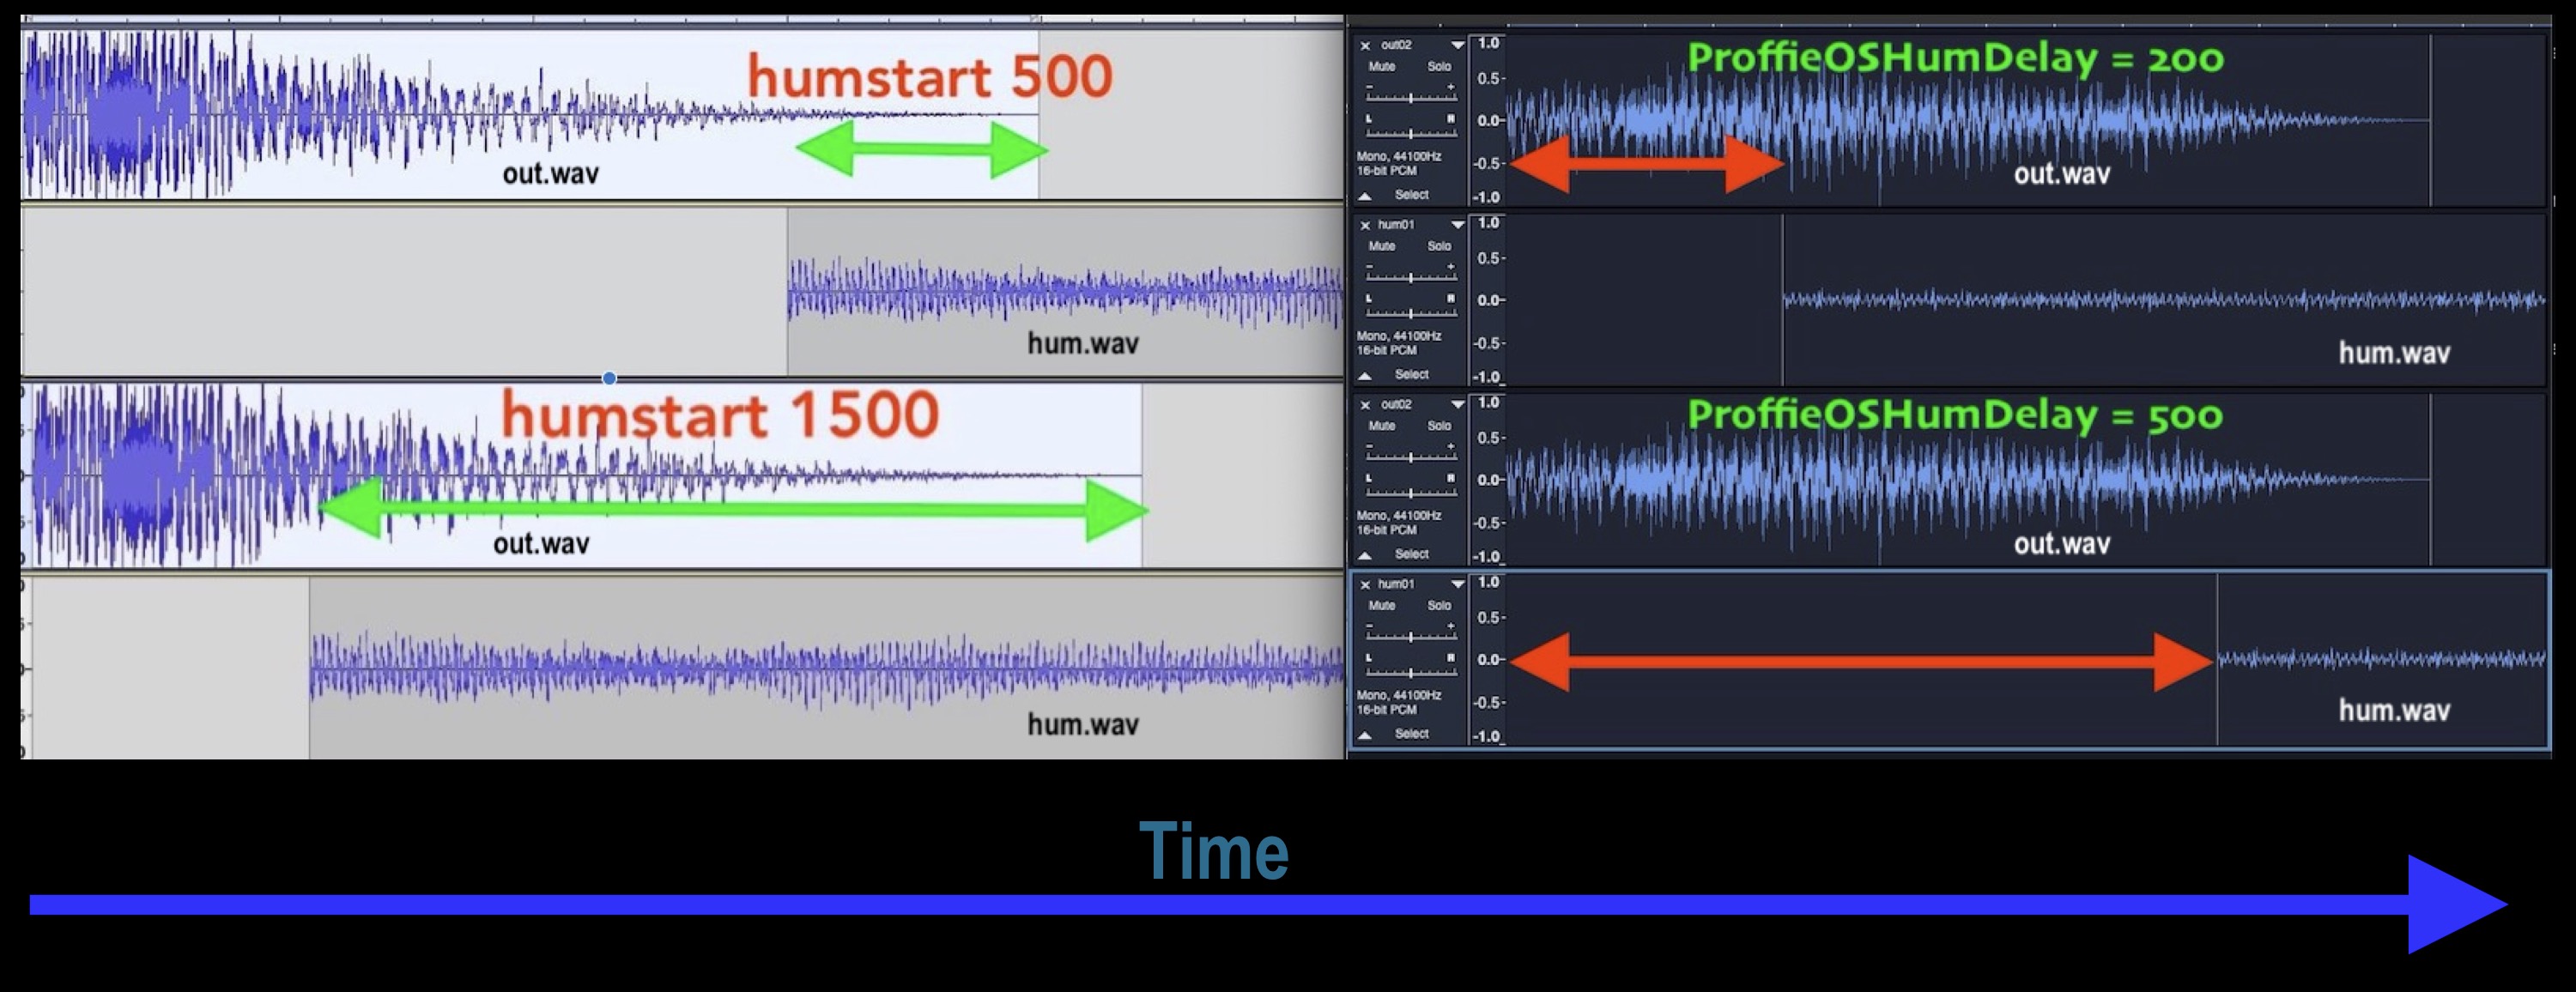 humstart 500
out.wav
hum.wav
humstart 1500
out.wav
hum.wav
× out02
Mute Solo
- +
L R
Mono, 44100Hz
16-bit PCM
Select
1.0
0.5-
0.0-
-0.5-
-1.0
ProffieOSHumDelay = 200
out.wav
× hum01
Mute Solo
- +
L R
Mono, 44100Hz
16-bit PCM
Select
1.0
0.5-
0.0-
-0.5-
-1.0
hum.wav
× out02
Mute Solo
- +
L R
Mono, 44100Hz
16-bit PCM
Select
1.0
0.5-
0.0-
-0.5-
-1.0
ProffieOSHumDelay = 500
out.wav
× hum01
Mute Solo
- +
L R
Mono, 44100Hz
16-bit PCM
Select
1.0
0.5-
0.0-
-0.5-
-1.0
hum.wav
Time